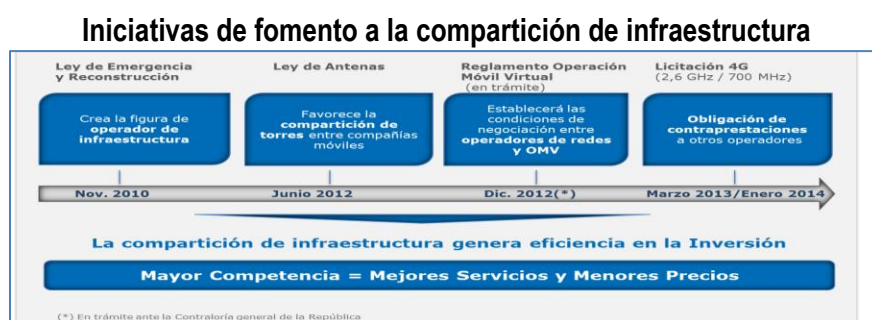 Iniciativas de fomento a la compartición de infraestructura
Ley de Emergencia
y Reconstrucción
Crea la figura de
operador de
infraestructura
Nov. 2010
Ley de Antenas
Favorece la
compartición de
torres entre compañías
móviles
Junio 2012
Reglamento Operación
Móvil Virtual
(en trámite)
Establecerá las
condiciones de
negociación entre
operadores de redes
y OMV
Dic. 2012(*)
Licitación 4G
(2,6 GHz / 700 MHz)
Obligación de
contraprestaciones
a otros operadores
Marzo 2013/Enero 2014
La compartición de infraestructura genera eficiencia en la Inversión
Mayor Competencia = Mejores Servicios y Menores Precios
(*) En trámite ante la Contraloría general de la República